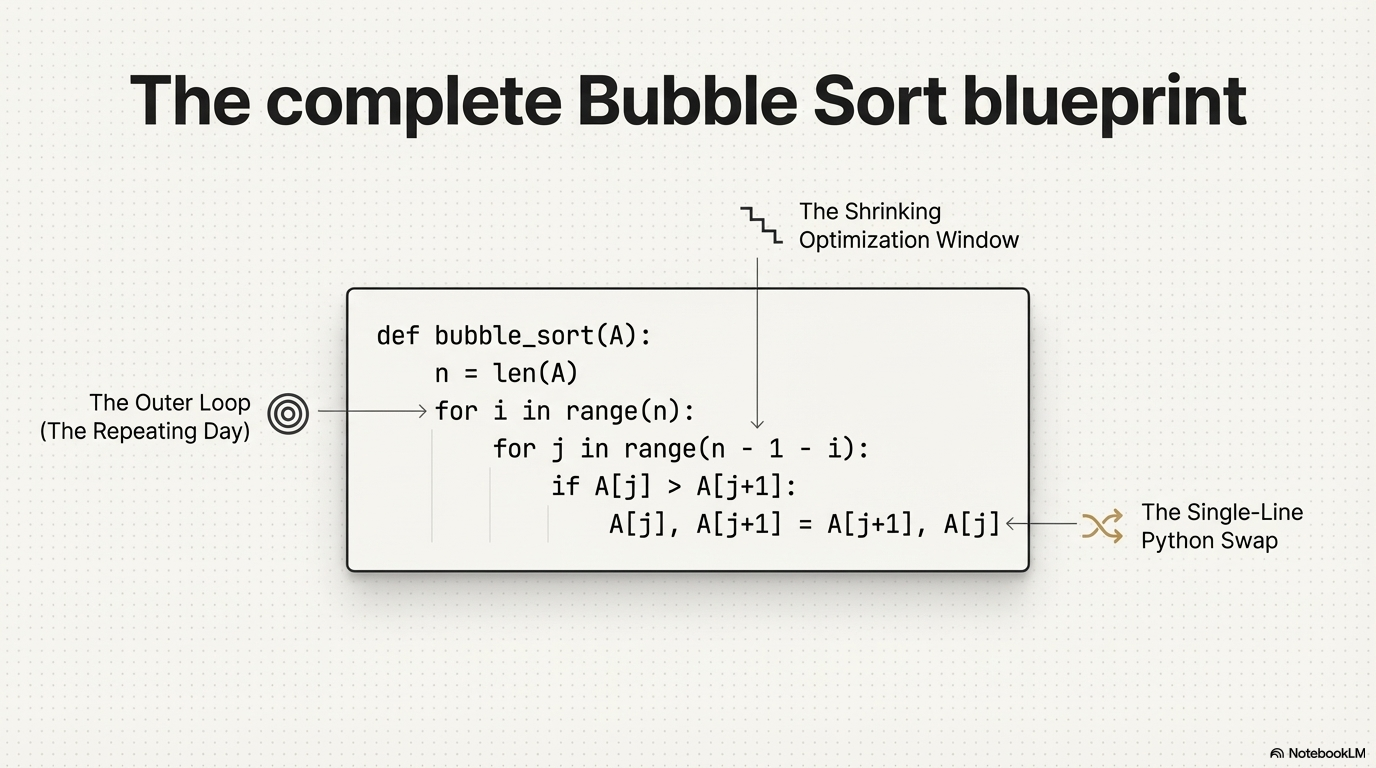 The complete Bubble Sort blueprint
The Shrinking
Optimization Window
def bubble_sort(A):
    n = len(A)
    for i in range(n):
        for j in range(n - 1 - i):
            if A[j] > A[j+1]:
                A[j], A[j+1] = A[j+1], A[j]
The Outer Loop
(The Repeating Day)
The Single-Line
Python Swap
NotebookLM